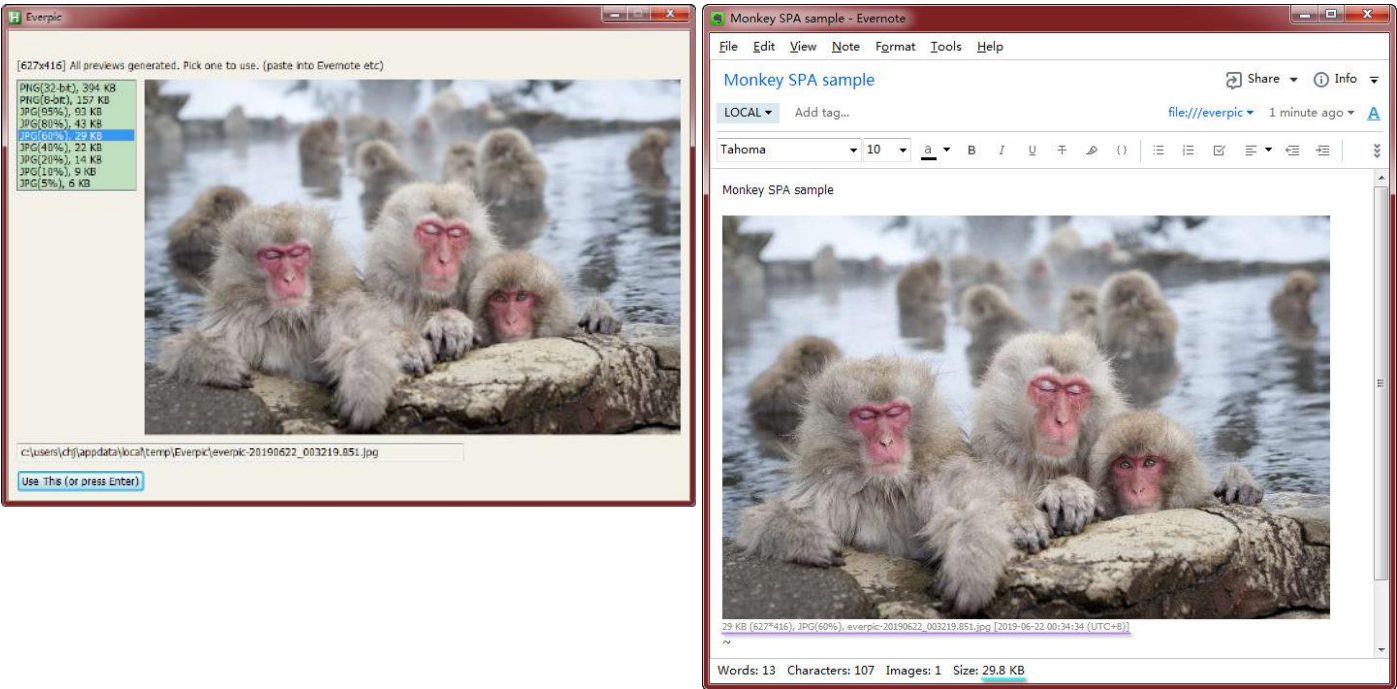 Everpic
[627x416] All previews generated. Pick one to use. (paste into Evernote etc)
PNG(32-bit), 394 KB
PNG(8-bit), 157 KB
JPG(95%), 93 KB
JPG(80%), 43 KB
JPG(60%), 29 KB
JPG(40%), 22 KB
JPG(20%), 14 KB
JPG(10%), 9 KB
JPG(5%), 6 KB
c:\users\chj\appdata\local\temp\Everpic\everpic-20190622_003219.851.jpg
Use This (or press Enter)
Monkey SPA sample - Evernote
File Edit View Note Format Tools Help
Monkey SPA sample Share Info
LOCAL Add tag... file:///everpic 1 minute ago A
Tahoma 10 a B I U T {}
Monkey SPA sample
29 KB (627*416), JPG(60%), everpic-20190622_003219.851.jpg [2019-06-22 00:34:34 (UTC+8)]
~
Words: 13 Characters: 107 Images: 1 Size: 29.8 KB